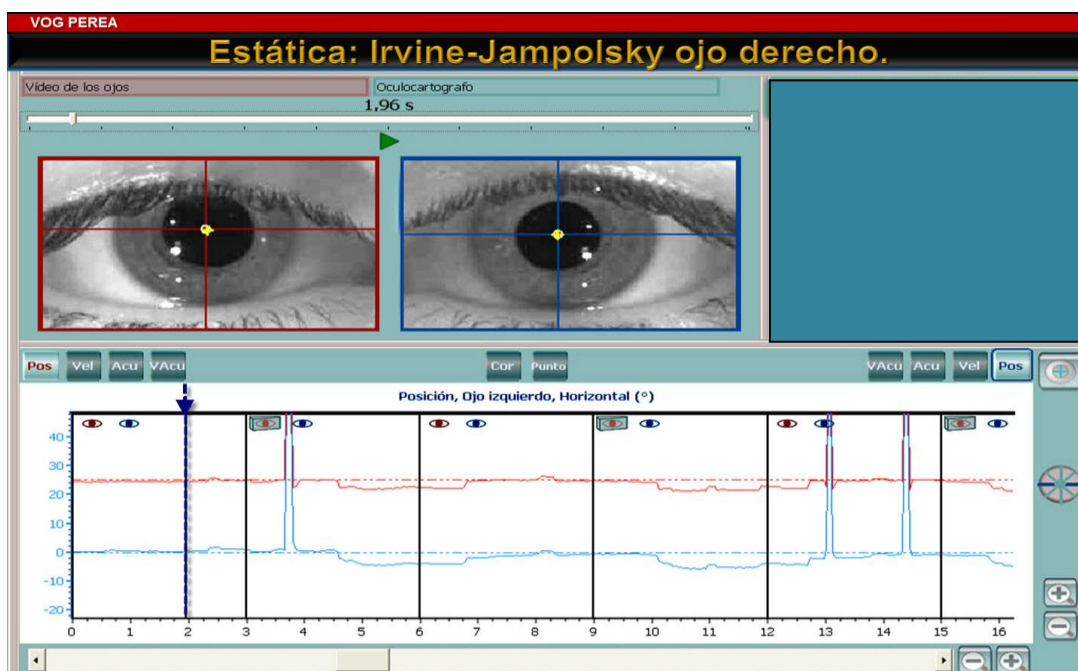 VOG PEREA
Estática: Irvine-Jampolsky ojo derecho.
Vídeo de los ojos
Oculocartografo
1,96 s
Pos Vel Acu VAcu Cor Punto VAcu Acu Vel Pos
Posición, Ojo izquierdo, Horizontal (°)
40
30
20
10
0
-10
-20
0 1 2 3 4 5 6 7 8 9 10 11 12 13 14 15 16